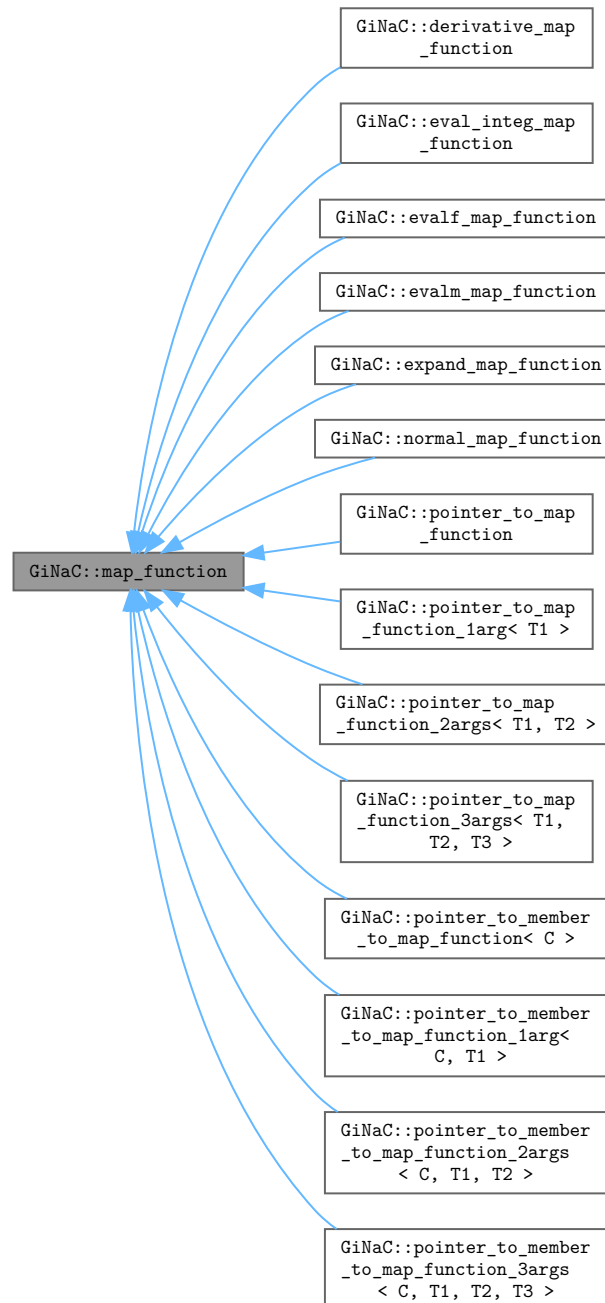 GiNaC::derivative_map
_function
GiNaC::eval_integ_map
_function
GiNaC::evalf_map_function
GiNaC::evalm_map_function
GiNaC::expand_map_function
GiNaC::normal_map_function
GiNaC::pointer_to_map
_function
GiNaC::map_function
GiNaC::pointer_to_map
_function_1arg< T1 >
GiNaC::pointer_to_map
_function_2args< T1, T2 >
GiNaC::pointer_to_map
_function_3args< T1,
T2, T3 >
GiNaC::pointer_to_member
_to_map_function< C >
GiNaC::pointer_to_member
_to_map_function_1arg<
C, T1 >
GiNaC::pointer_to_member
_to_map_function_2args
< C, T1, T2 >
GiNaC::pointer_to_member
_to_map_function_3args
< C, T1, T2, T3 >